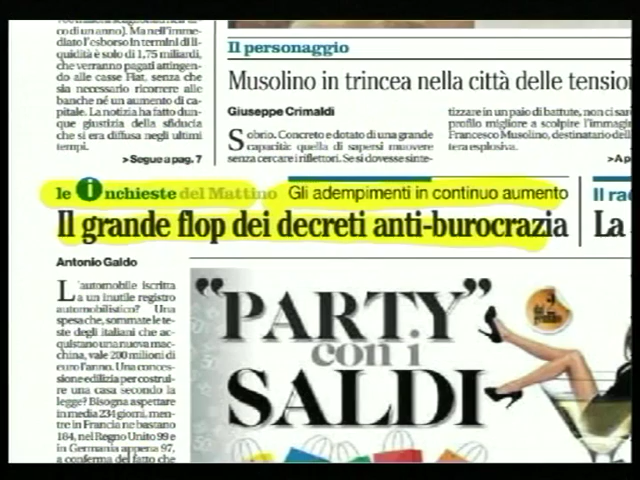 co di un anno). Ma nell'imme-
diato l'esborso in termini di li-
quidità è solo di 1,75 miliardi,
che verranno pagati attingen-
do alle casse Fiat, senza che
sia necessario ricorrere alle
banche né un aumento di ca-
pitale. La notizia ha fatto dun-
que giustizia della sfiducia
che si era diffusa negli ultimi
tempi.
> Segue a pag. 7
Il personaggio
Musolino in trincea nella città delle tension
Giuseppe Crimaldi
Sobrio. Concreto e dotato di una grande
capacità: quella di sapersi muovere
senza cercare i riflettori. Se si dovesse sinte-
tizzare in un paio di battute, non ci sar
profilo migliore a scolpire l'immagin
Francesco Musolino, destinatario dell
tera esplosiva.
> A p
le inchieste del Mattino
Gli adempimenti in continuo aumento
Il grande flop dei decreti anti-burocrazia
Il ra
La
Antonio Galdo
L'automobile iscritta
a un inutile registro
automobilistico? Una
spesa che, sommate le te-
ste degli italiani che ac-
quistano una nuova mac-
china, vale 200 milioni di
euro l'anno. Una conces-
sione edilizia per costrui-
re una casa secondo la
legge? Bisogna aspettare
in media 234 giorni, men-
tre in Francia ne bastano
184, nel Regno Unito 99 e
in Germania appena 97,
a conferma del fatto che
"PARTY"
con i
SALDI